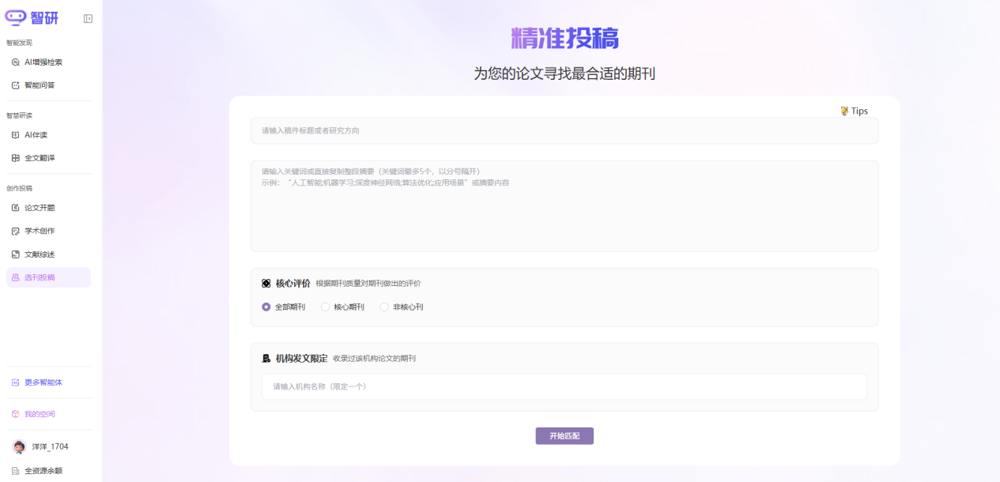 智研
智能发现
AI增强检索
智能问答
智慧研读
AI伴读
全文翻译
创作投稿
论文开题
学术创作
文献综述
选刊投稿
更多智能体
我的空间
洋洋_1704
全资源余额
精准投稿
为您的论文寻找最合适的期刊
Tips
请输入稿件标题或者研究方向
请输入关键词或直接复制整段摘要（关键词最多5个，以分号隔开）
示例：“人工智能;机器学习;深度神经网络;算法优化;应用场景”或摘要内容
核心评价 根据期刊质量对期刊做出的评价
全部期刊 核心期刊 非核心刊
机构发文限定 收录过该机构论文的期刊
请输入机构名称（限定一个）
开始匹配